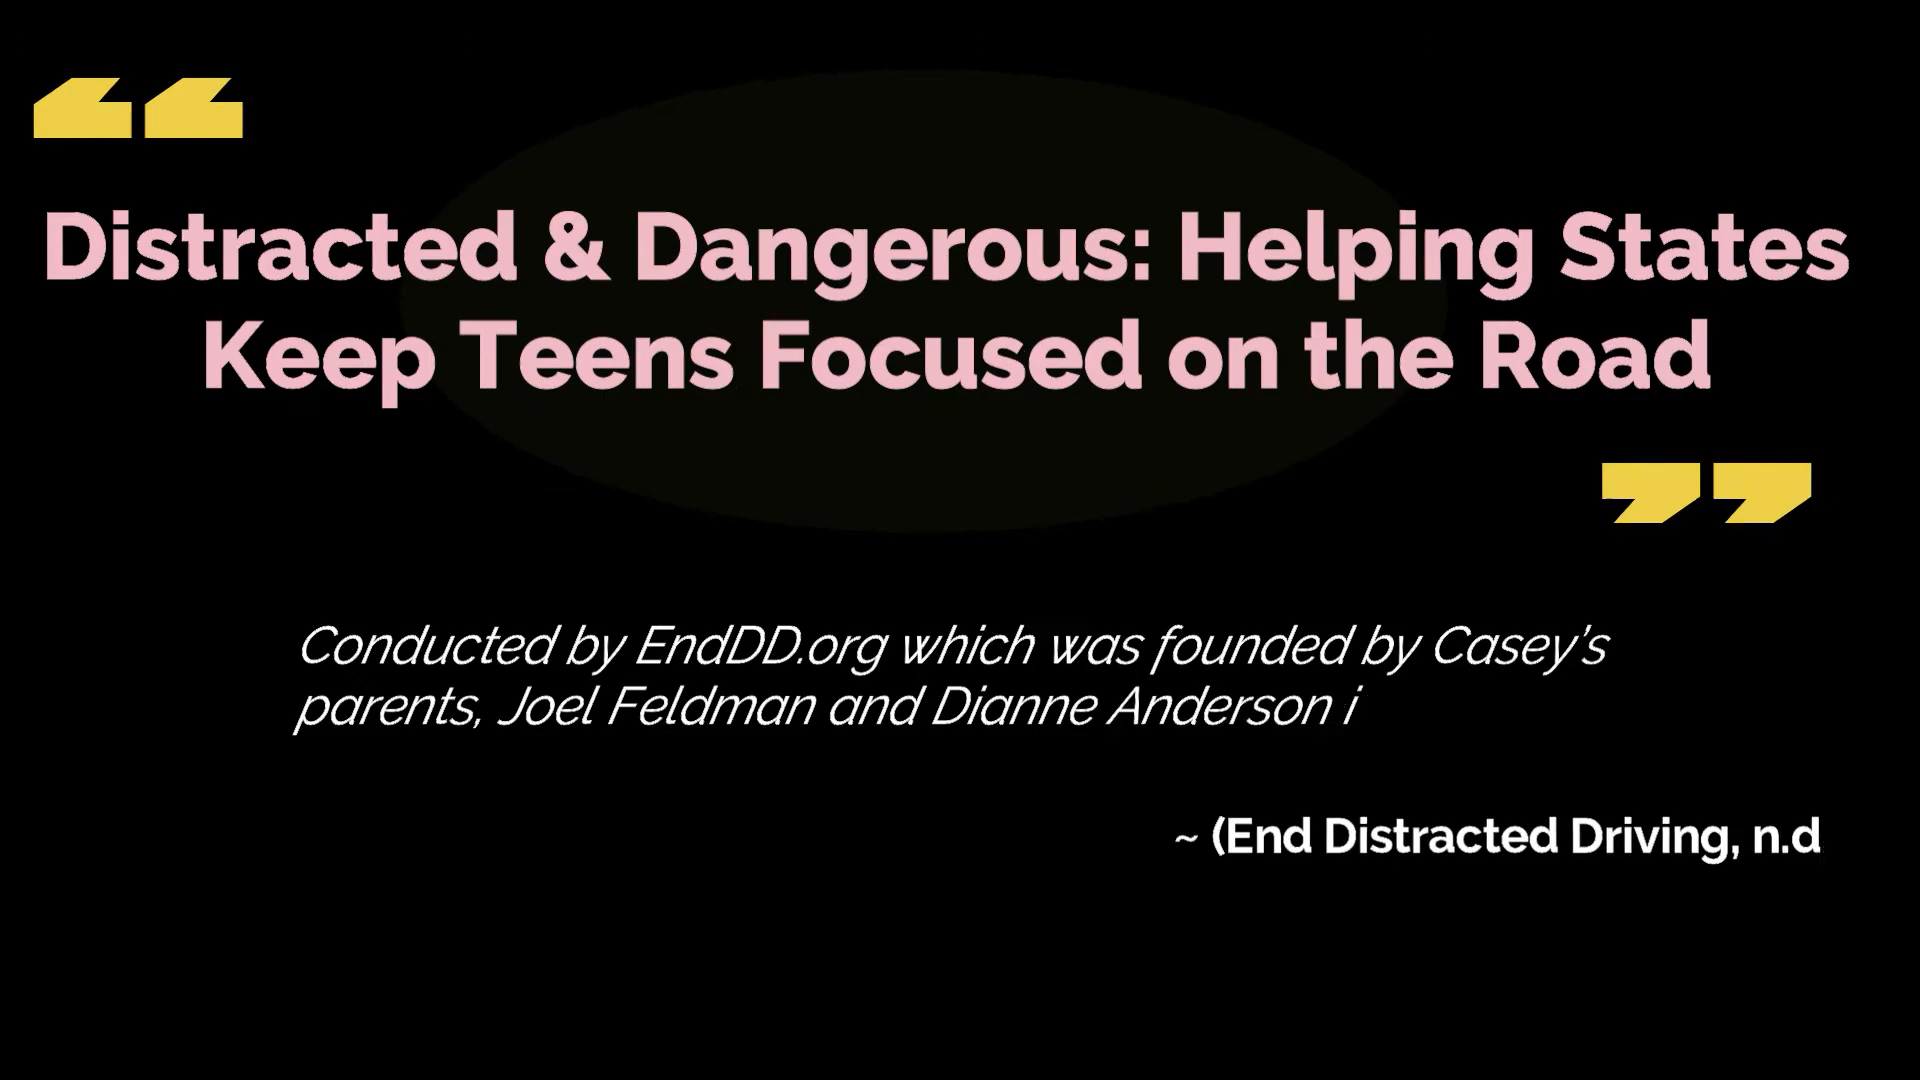 “
Distracted & Dangerous: Helping States
Keep Teens Focused on the Road
”
Conducted by EndDD.org which was founded by Casey’s
parents, Joel Feldman and Dianne Anderson i
~ (End Distracted Driving, n.d